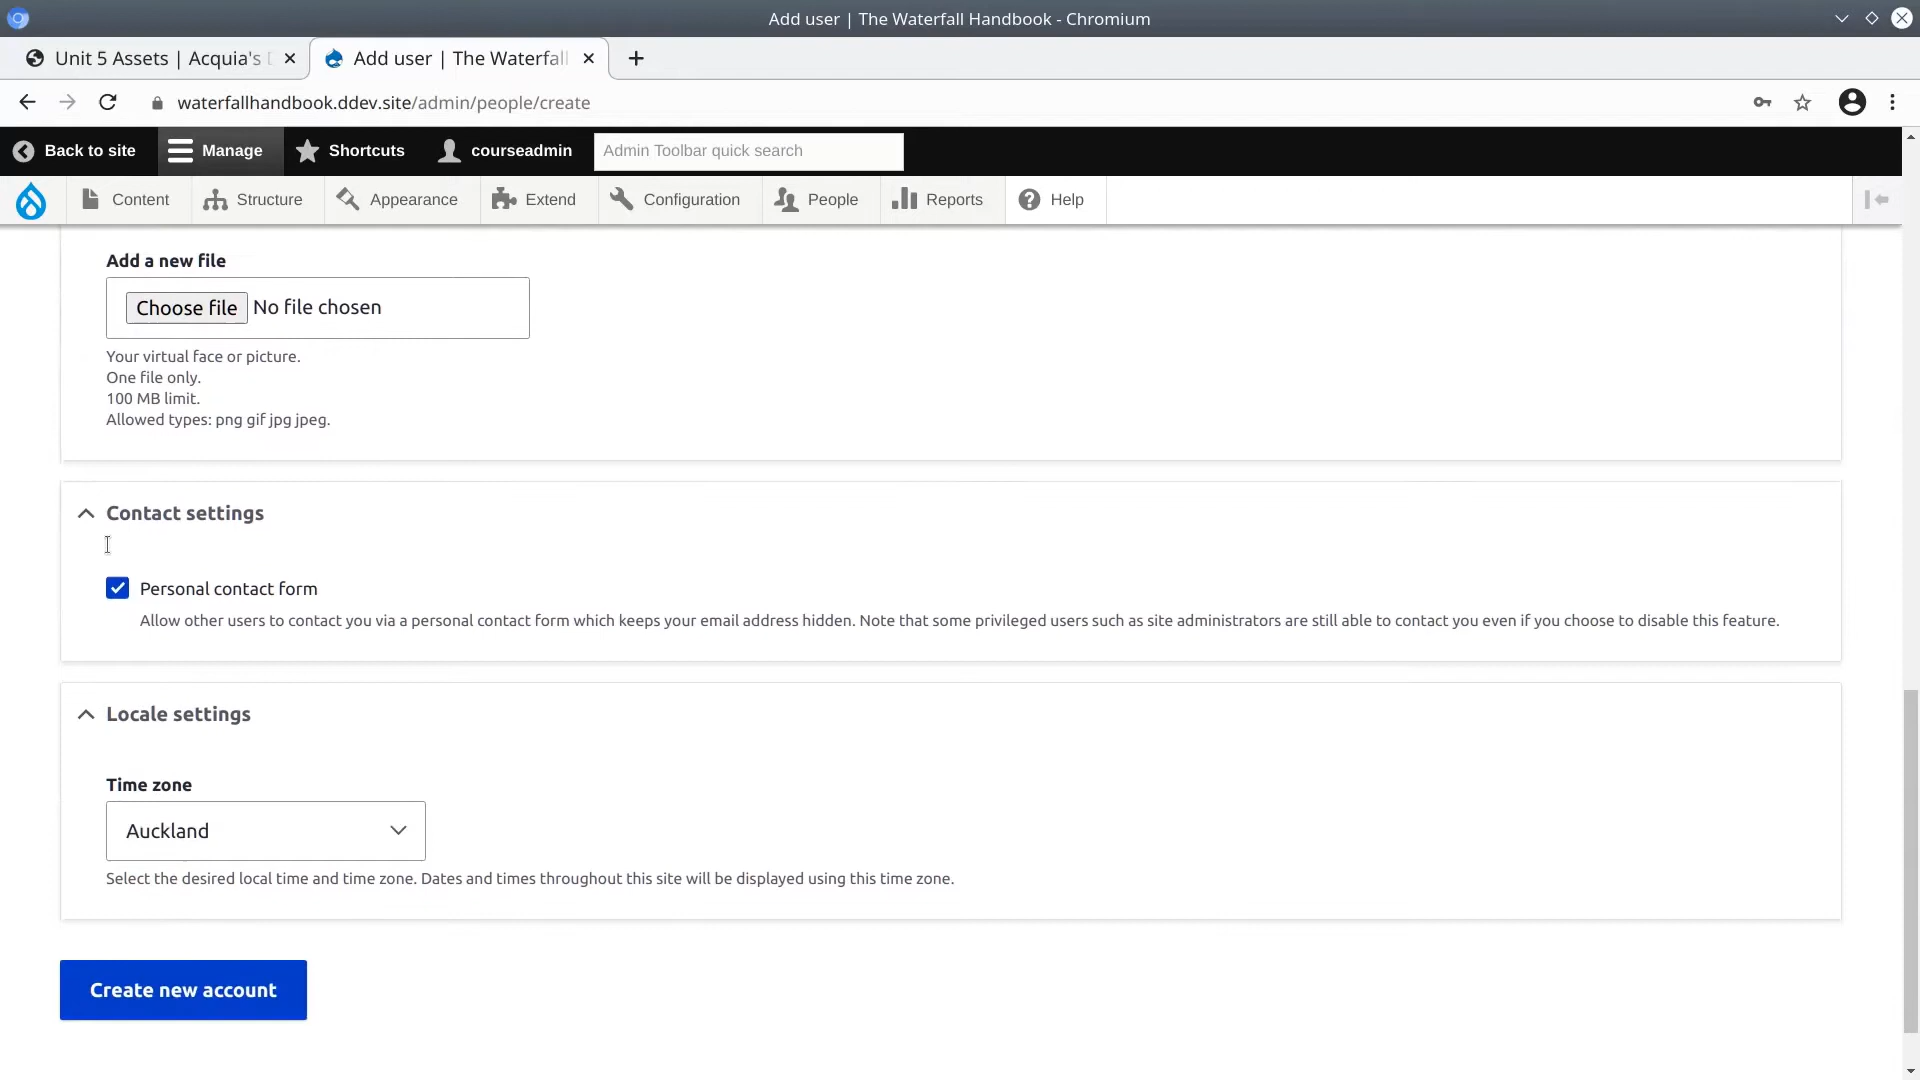 Add user | The Waterfall Handbook - Chromium
Unit 5 Assets | Acquia's
Add user | The Waterfall
waterfallhandbook.ddev.site/admin/people/create
Back to site
Manage
Shortcuts
courseadmin
Admin Toolbar quick search
Content
Structure
Appearance
Extend
Configuration
People
Reports
Help
Add a new file
Choose file No file chosen
Your virtual face or picture.
One file only.
100 MB limit.
Allowed types: png gif jpg jpeg.
Contact settings
Personal contact form
Allow other users to contact you via a personal contact form which keeps your email address hidden. Note that some privileged users such as site administrators are still able to contact you even if you choose to disable this feature.
Locale settings
Time zone
Auckland
Select the desired local time and time zone. Dates and times throughout this site will be displayed using this time zone.
Create new account